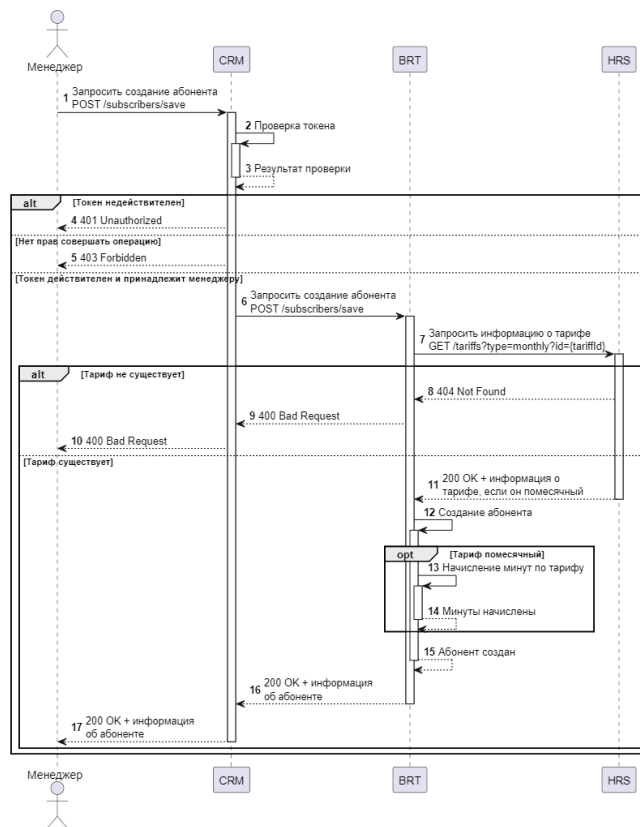 Менеджер
CRM
BRT
HRS
1 Запросить создание абонента
POST /subscribers/save
2 Проверка токена
3 Результат проверки
alt [Токен недействителен]
4 401 Unauthorized
[Нет прав совершать операцию]
5 403 Forbidden
[Токен действителен и принадлежит менеджеру]
6 Запросить создание абонента
POST /subscribers/save
7 Запросить информацию о тарифе
GET /tariffs?type=monthly?id={tariffId}
alt [Тариф не существует]
8 404 Not Found
9 400 Bad Request
10 400 Bad Request
[Тариф существует]
11 200 OK + информация о
тарифе, если он помесячный
12 Создание абонента
opt [Тариф помесячный]
13 Начисление минут по тарифу
14 Минуты начислены
15 Абонент создан
16 200 OK + информация
об абоненте
17 200 OK + информация
об абоненте
Менеджер
CRM
BRT
HRS